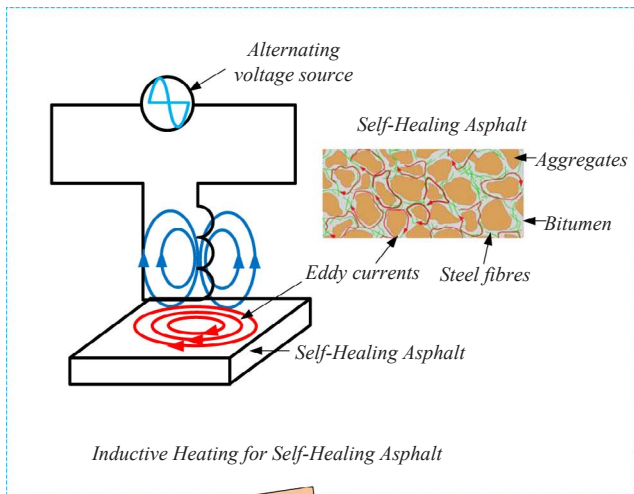 Alternating
voltage source
Self-Healing Asphalt
Aggregates
Bitumen
Steel fibres
Eddy currents
Self-Healing Asphalt
Inductive Heating for Self-Healing Asphalt